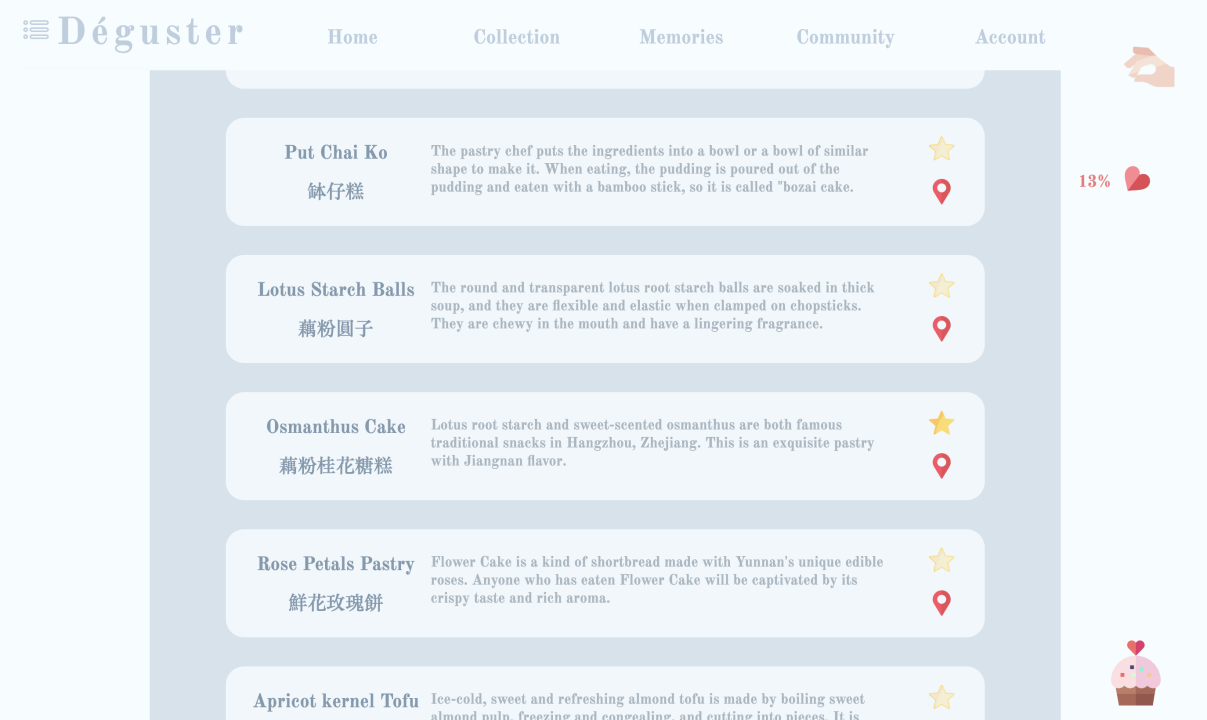 Déguster
Home
Collection
Memories
Community
Account
13%
Put Chai Ko
缽仔糕
The pastry chef puts the ingredients into a bowl or a bowl of similar
shape to make it. When eating, the pudding is poured out of the
pudding and eaten with a bamboo stick, so it is called "bozai cake.
Lotus Starch Balls
藕粉圓子
The round and transparent lotus root starch balls are soaked in thick
soup, and they are flexible and elastic when clamped on chopsticks.
They are chewy in the mouth and have a lingering fragrance.
Osmanthus Cake
藕粉桂花糖糕
Lotus root starch and sweet-scented osmanthus are both famous
traditional snacks in Hangzhou, Zhejiang. This is an exquisite pastry
with Jiangnan flavor.
Rose Petals Pastry
鮮花玫瑰餅
Flower Cake is a kind of shortbread made with Yunnan's unique edible
roses. Anyone who has eaten Flower Cake will be captivated by its
crispy taste and rich aroma.
Apricot kernel Tofu
Ice-cold, sweet and refreshing almond tofu is made by boiling sweet
almond pulp, freezing and congealing, and cutting into pieces. It is